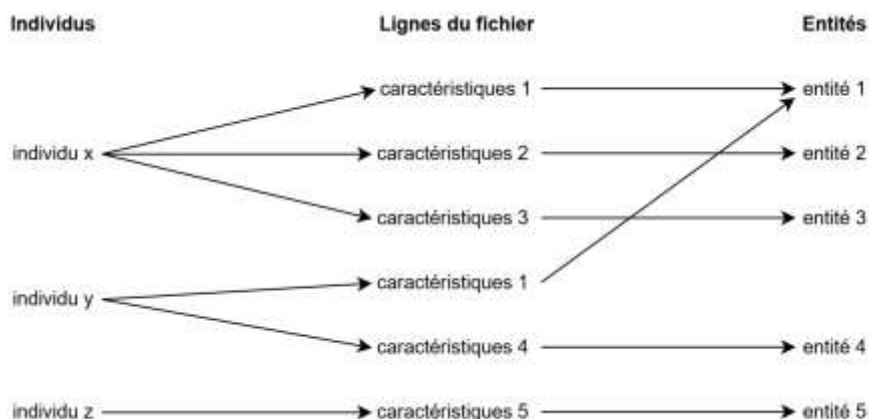 Individus Lignes du fichier Entités
caractéristiques 1 entité 1
individu x caractéristiques 2 entité 2
caractéristiques 3 entité 3
caractéristiques 1
individu y
caractéristiques 4 entité 4
individu z caractéristiques 5 entité 5